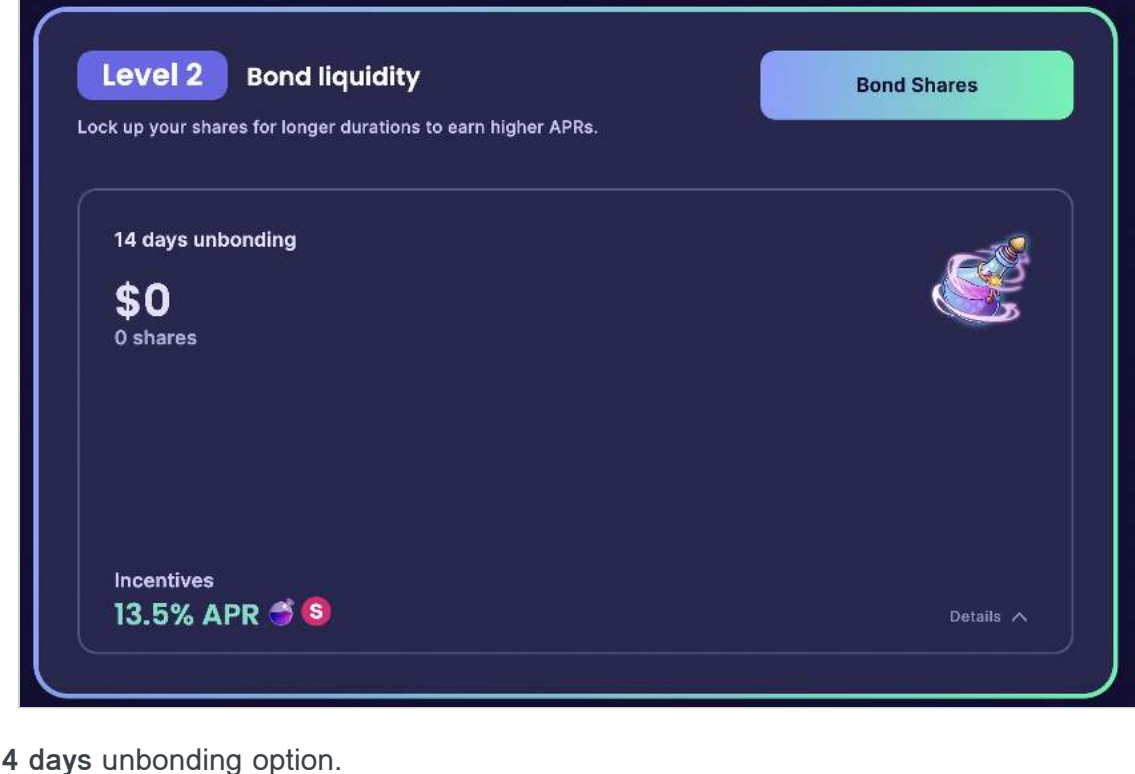 Level 2 Bond liquidity
Bond Shares
Lock up your shares for longer durations to earn higher APRs.
14 days unbonding
$0
0 shares
Incentives
13.5% APR S
Details
4 days unbonding option.